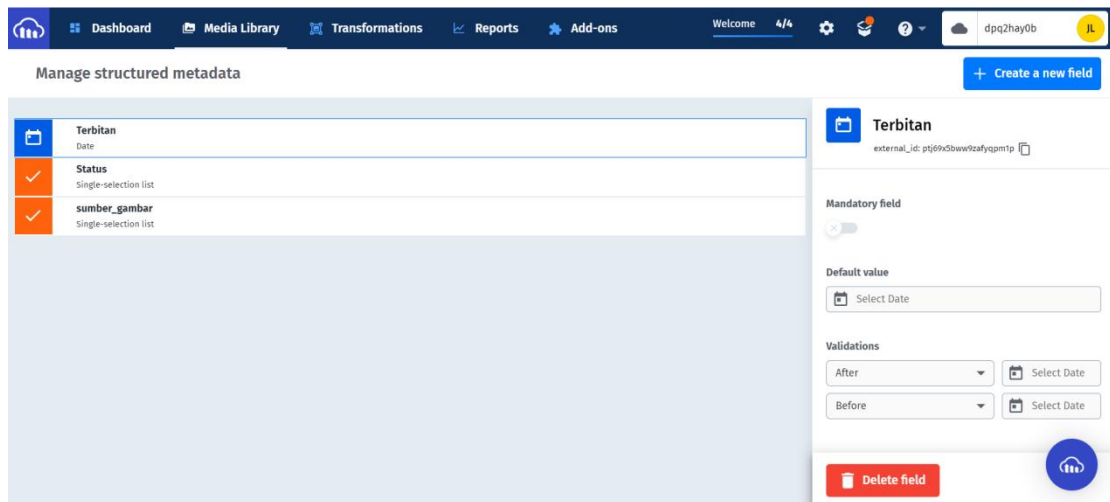 Dashboard Media Library Transformations Reports Add-ons Welcome 4/4 dpq2hay0b JL
Manage structured metadata
+ Create a new field
Terbitan
Date
Status
Single-selection list
sumber_gambar
Single-selection list
Terbitan
external_id: ptj69x5bww9zafyqpm1p
Mandatory field
Default value
Select Date
Validations
After Select Date
Before Select Date
Delete field